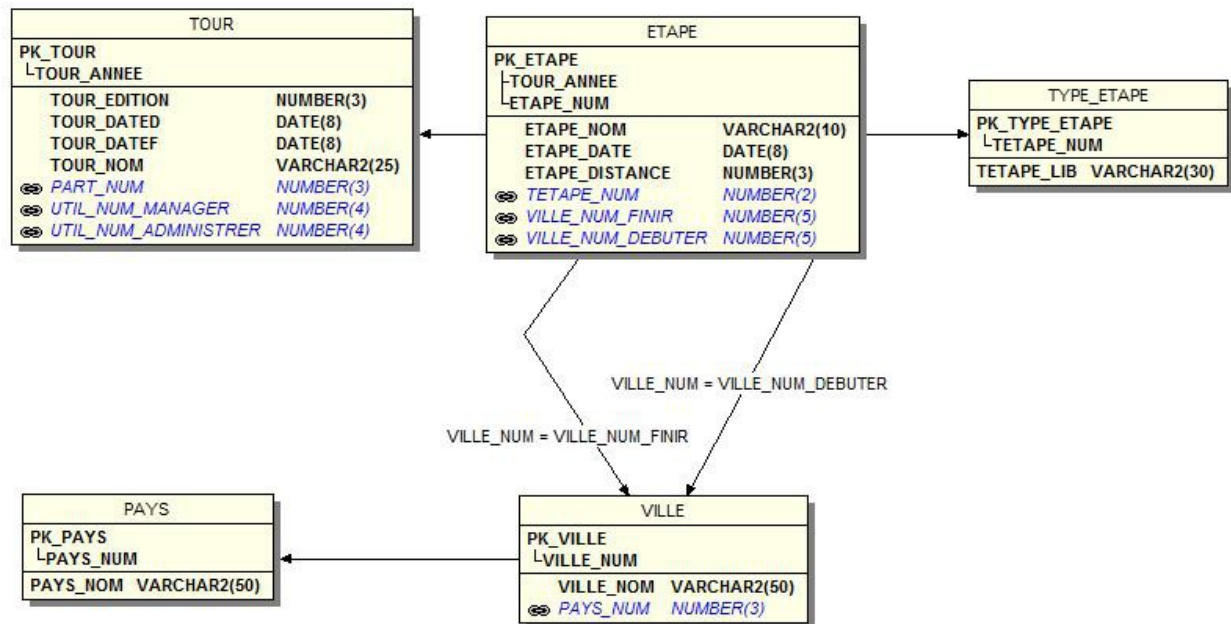 TOUR
PK_TOUR
TOUR_ANNEE
TOUR_EDITION NUMBER(3)
TOUR_DATED DATE(8)
TOUR_DATEF DATE(8)
TOUR_NOM VARCHAR2(25)
PART_NUM NUMBER(3)
UTIL_NUM_MANAGER NUMBER(4)
UTIL_NUM_ADMINISTRER NUMBER(4)
ETAPE
PK_ETAPE
TOUR_ANNEE
ETAPE_NUM
ETAPE_NOM VARCHAR2(10)
ETAPE_DATE DATE(8)
ETAPE_DISTANCE NUMBER(3)
TETAPE_NUM NUMBER(2)
VILLE_NUM_FINIR NUMBER(5)
VILLE_NUM_DEBUTER NUMBER(5)
TYPE_ETAPE
PK_TYPE_ETAPE
TETAPE_NUM
TETAPE_LIB VARCHAR2(30)
VILLE_NUM = VILLE_NUM_DEBUTER
VILLE_NUM = VILLE_NUM_FINIR
PAYS
PK_PAYS
PAYS_NUM
PAYS_NOM VARCHAR2(50)
VILLE
PK_VILLE
VILLE_NUM
VILLE_NOM VARCHAR2(50)
PAYS_NUM NUMBER(3)